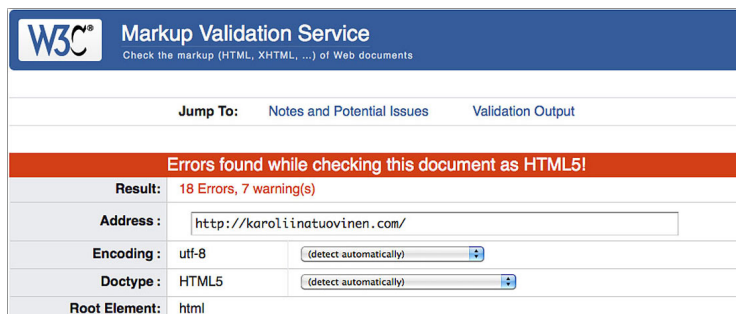 W3C® Markup Validation Service
Check the markup (HTML, XHTML, ...) of Web documents
Jump To: Notes and Potential Issues Validation Output
Errors found while checking this document as HTML5!
Result: 18 Errors, 7 warning(s)
Address : http://karoliinatuovinen.com/
Encoding : utf-8 (detect automatically)
Doctype : HTML5 (detect automatically)
Root Element: html